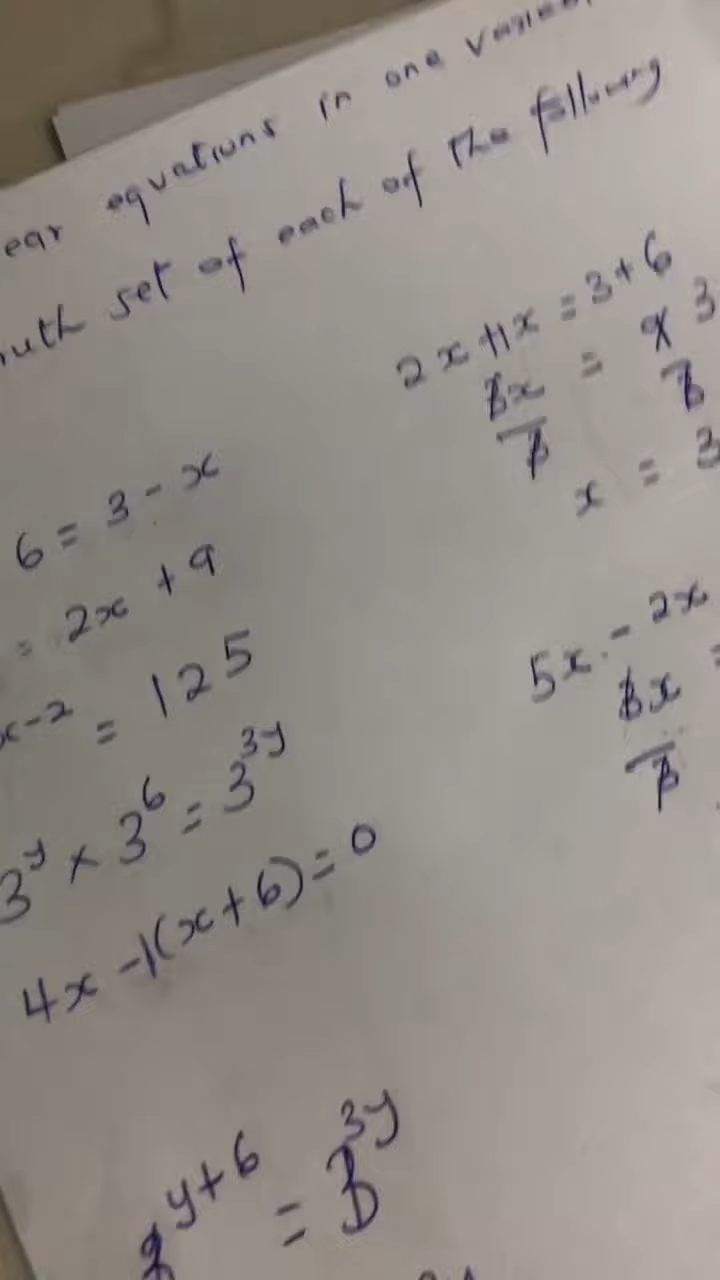 ear equations in one
uth set of each of the following
6 = 3 - x
= 2x + 9
x-2 = 125
3^y × 3^6 = 3^3y
4x -1(x+6) = 0
y+6 = 3^3y
2x + 1x = 3 + 6
3x = 9 3
3 3
x = 3
5x - 2x =
3x
3